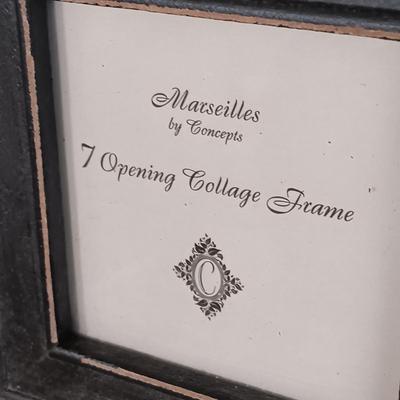 Marseilles
by Concepts
7 Opening Collage Frame
C